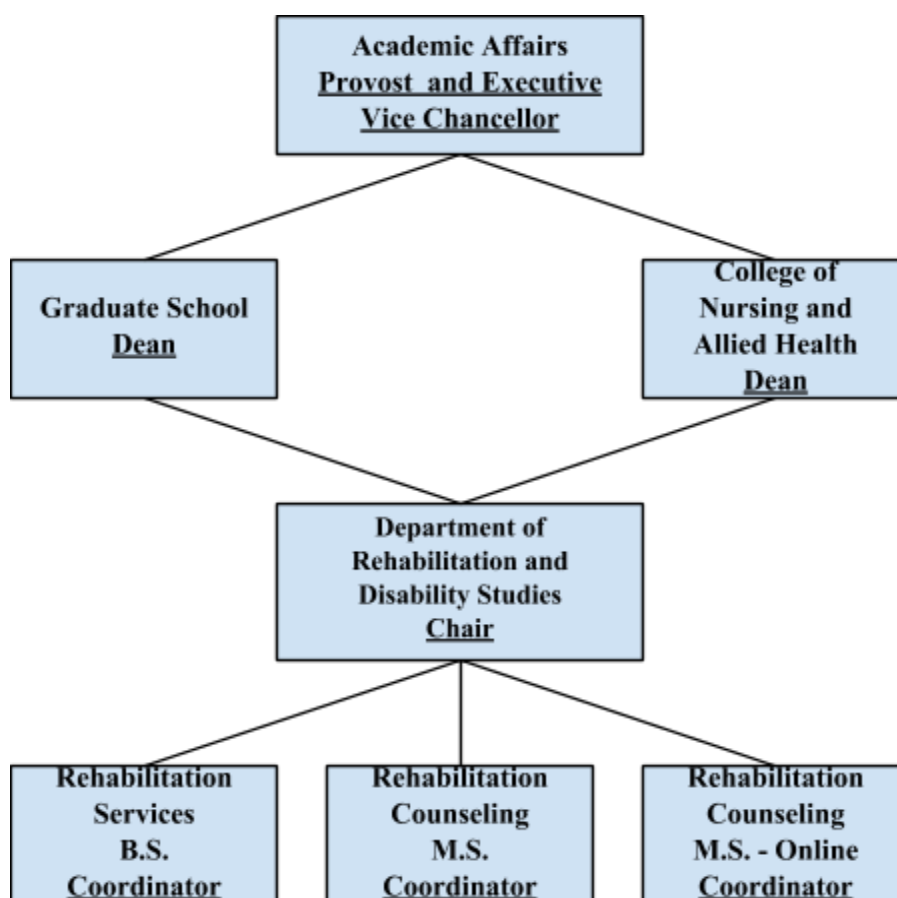 Academic Affairs
Provost and Executive
Vice Chancellor
Graduate School
Dean
College of
Nursing and
Allied Health
Dean
Department of
Rehabilitation and
Disability Studies
Chair
Rehabilitation
Services
B.S.
Coordinator
Rehabilitation
Counseling
M.S.
Coordinator
Rehabilitation
Counseling
M.S. - Online
Coordinator